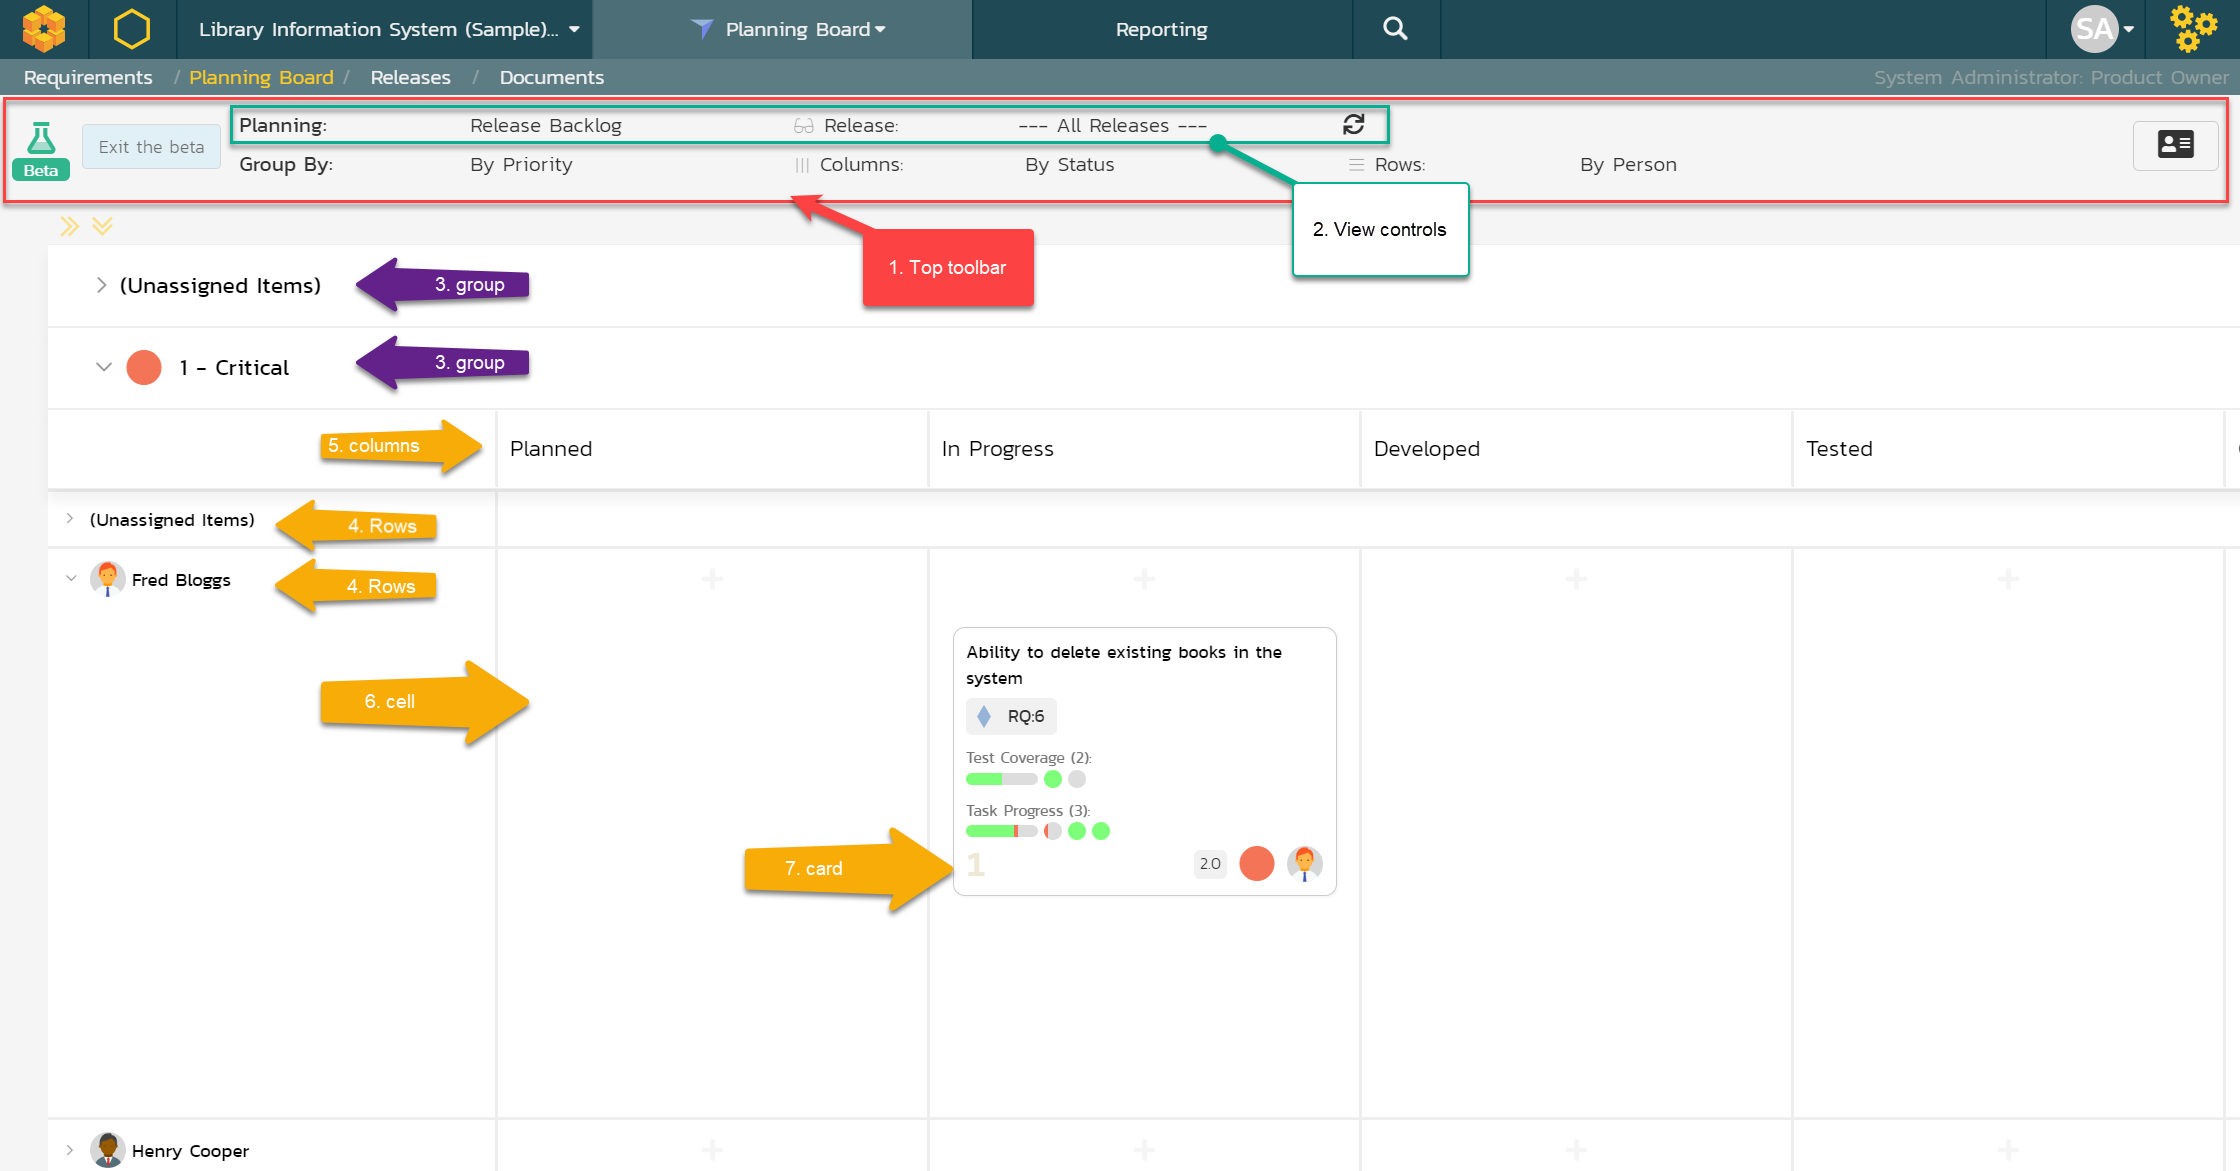 Library Information System (Sample)...
Planning Board
Reporting
SA
Requirements / Planning Board / Releases / Documents
System Administrator: Product Owner
Beta
Exit the beta
Planning: Release Backlog Release: --- All Releases ---
Group By: By Priority Columns: By Status Rows: By Person
2. View controls
1. Top toolbar
(Unassigned Items)
3. group
1 - Critical
3. group
5. columns
Planned In Progress Developed Tested
(Unassigned Items)
4. Rows
Fred Bloggs
4. Rows
Ability to delete existing books in the
system
RQ:6
6. cell
Test Coverage (2):
Task Progress (3):
7. card
1
2.0
Henry Cooper